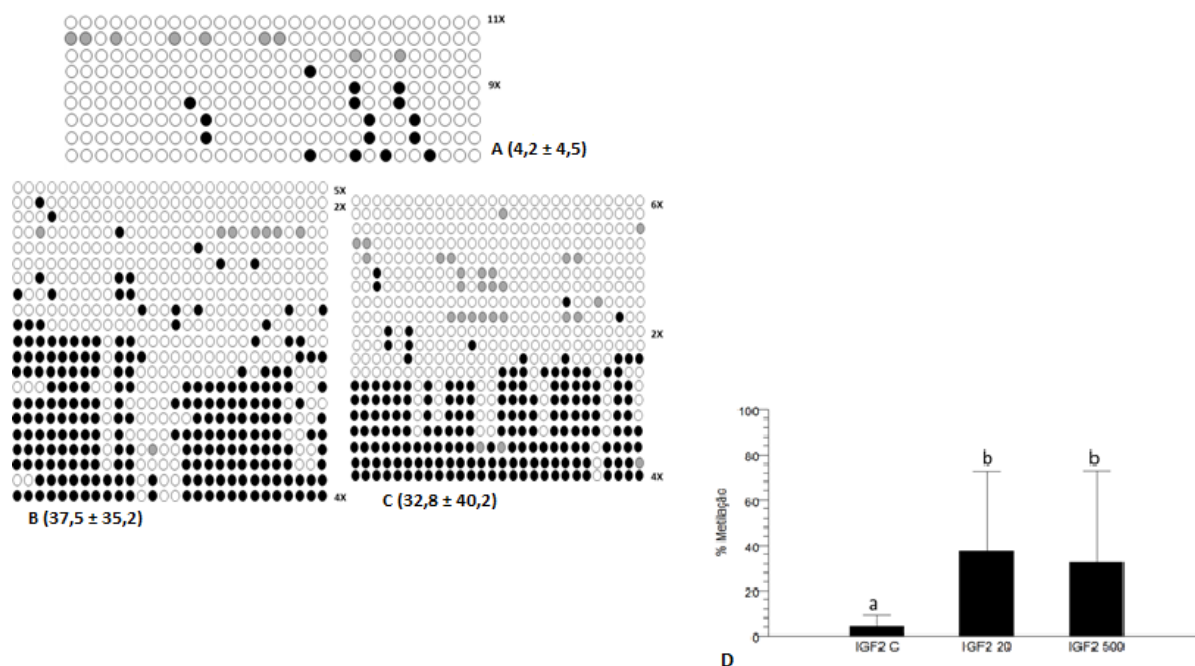 11X
9X
A (4,2 ± 4,5)
5X
2X
4X
B (37,5 ± 35,2)
6X
2X
4X
C (32,8 ± 40,2)
% Metilação
100
80
60
40
20
0
a
b
b
IGF2 C
IGF2 20
IGF2 500
D